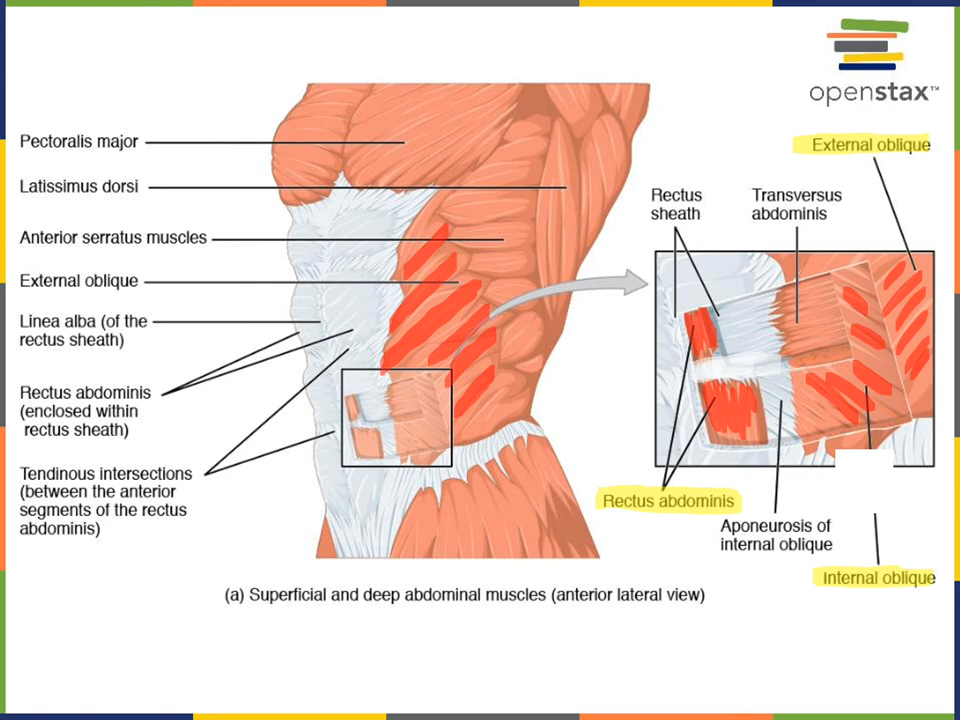 openstax™
Pectoralis major
Latissimus dorsi
Anterior serratus muscles
External oblique
Linea alba (of the
rectus sheath)
Rectus abdominis
(enclosed within
rectus sheath)
Tendinous intersections
(between the anterior
segments of the rectus
abdominis)
External oblique
Rectus
sheath
Transversus
abdominis
Rectus abdominis
Aponeurosis of
internal oblique
Internal oblique
(a) Superficial and deep abdominal muscles (anterior lateral view)